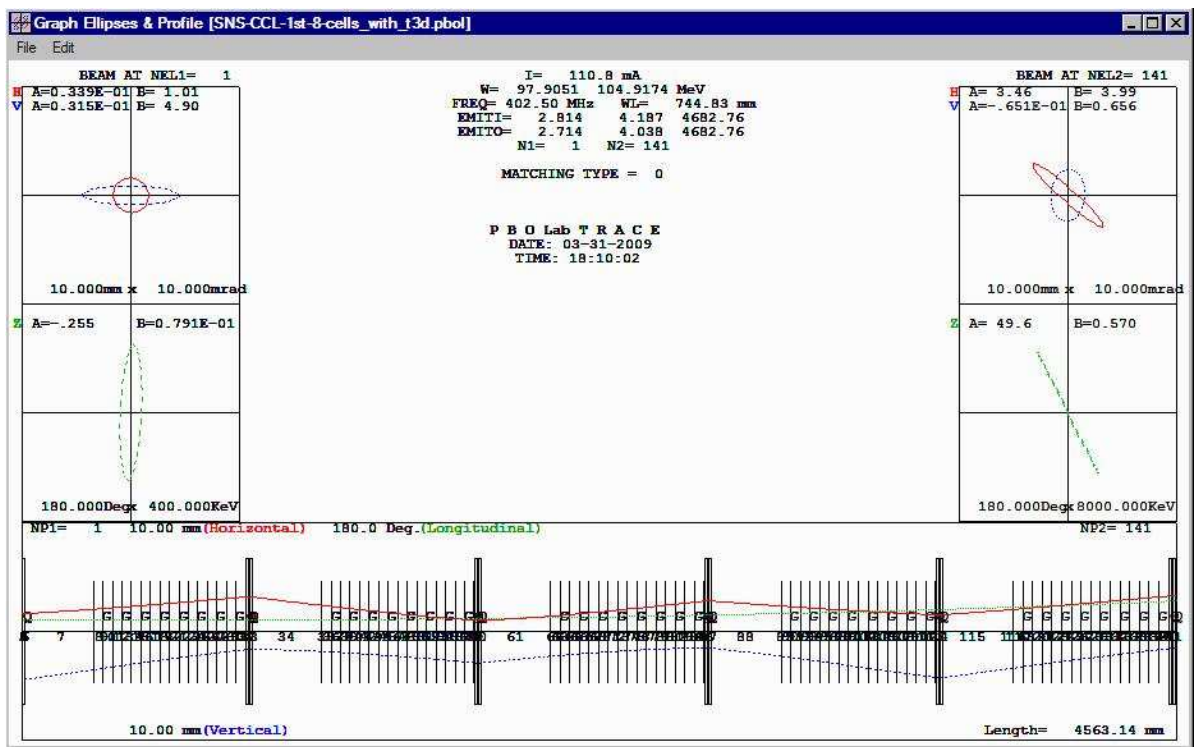 Graph Ellipses & Profile [SNS-CCL-1st-8-cells_with_t3d.pbol]
File Edit
BEAM AT NEL1= 1
H A=0.339E-01 B= 1.01
V A=0.315E-01 B= 4.90
I= 110.8 mA
W= 97.9051 104.9174 MeV
FREQ= 402.50 MHz WL= 744.83 mm
EMITI= 2.814 4.187 4682.76
EMITO= 2.714 4.038 4682.76
N1= 1 N2= 141
MATCHING TYPE = 0
P B O Lab T R A C E
DATE: 03-31-2009
TIME: 18:10:02
BEAM AT NEL2= 141
H A= 3.46 B= 3.99
V A=-.651E-01 B=0.656
10.000mm x 10.000mrad
10.000mm x 10.000mrad
Z A=-.255 B=0.791E-01
Z A= 49.6 B=0.570
180.000Degx 400.000KeV
180.000Degx8000.000KeV
NP1= 1 10.00 mm(Horizontal) 180.0 Deg.(Longitudinal) NP2= 141
Q G G G G G G G G Q G G G G G G G G Q G G G G G G G G Q G G G G G G G G Q G G G G G G G G Q
7 34 61 88 115
10.00 mm(Vertical) Length= 4563.14 mm